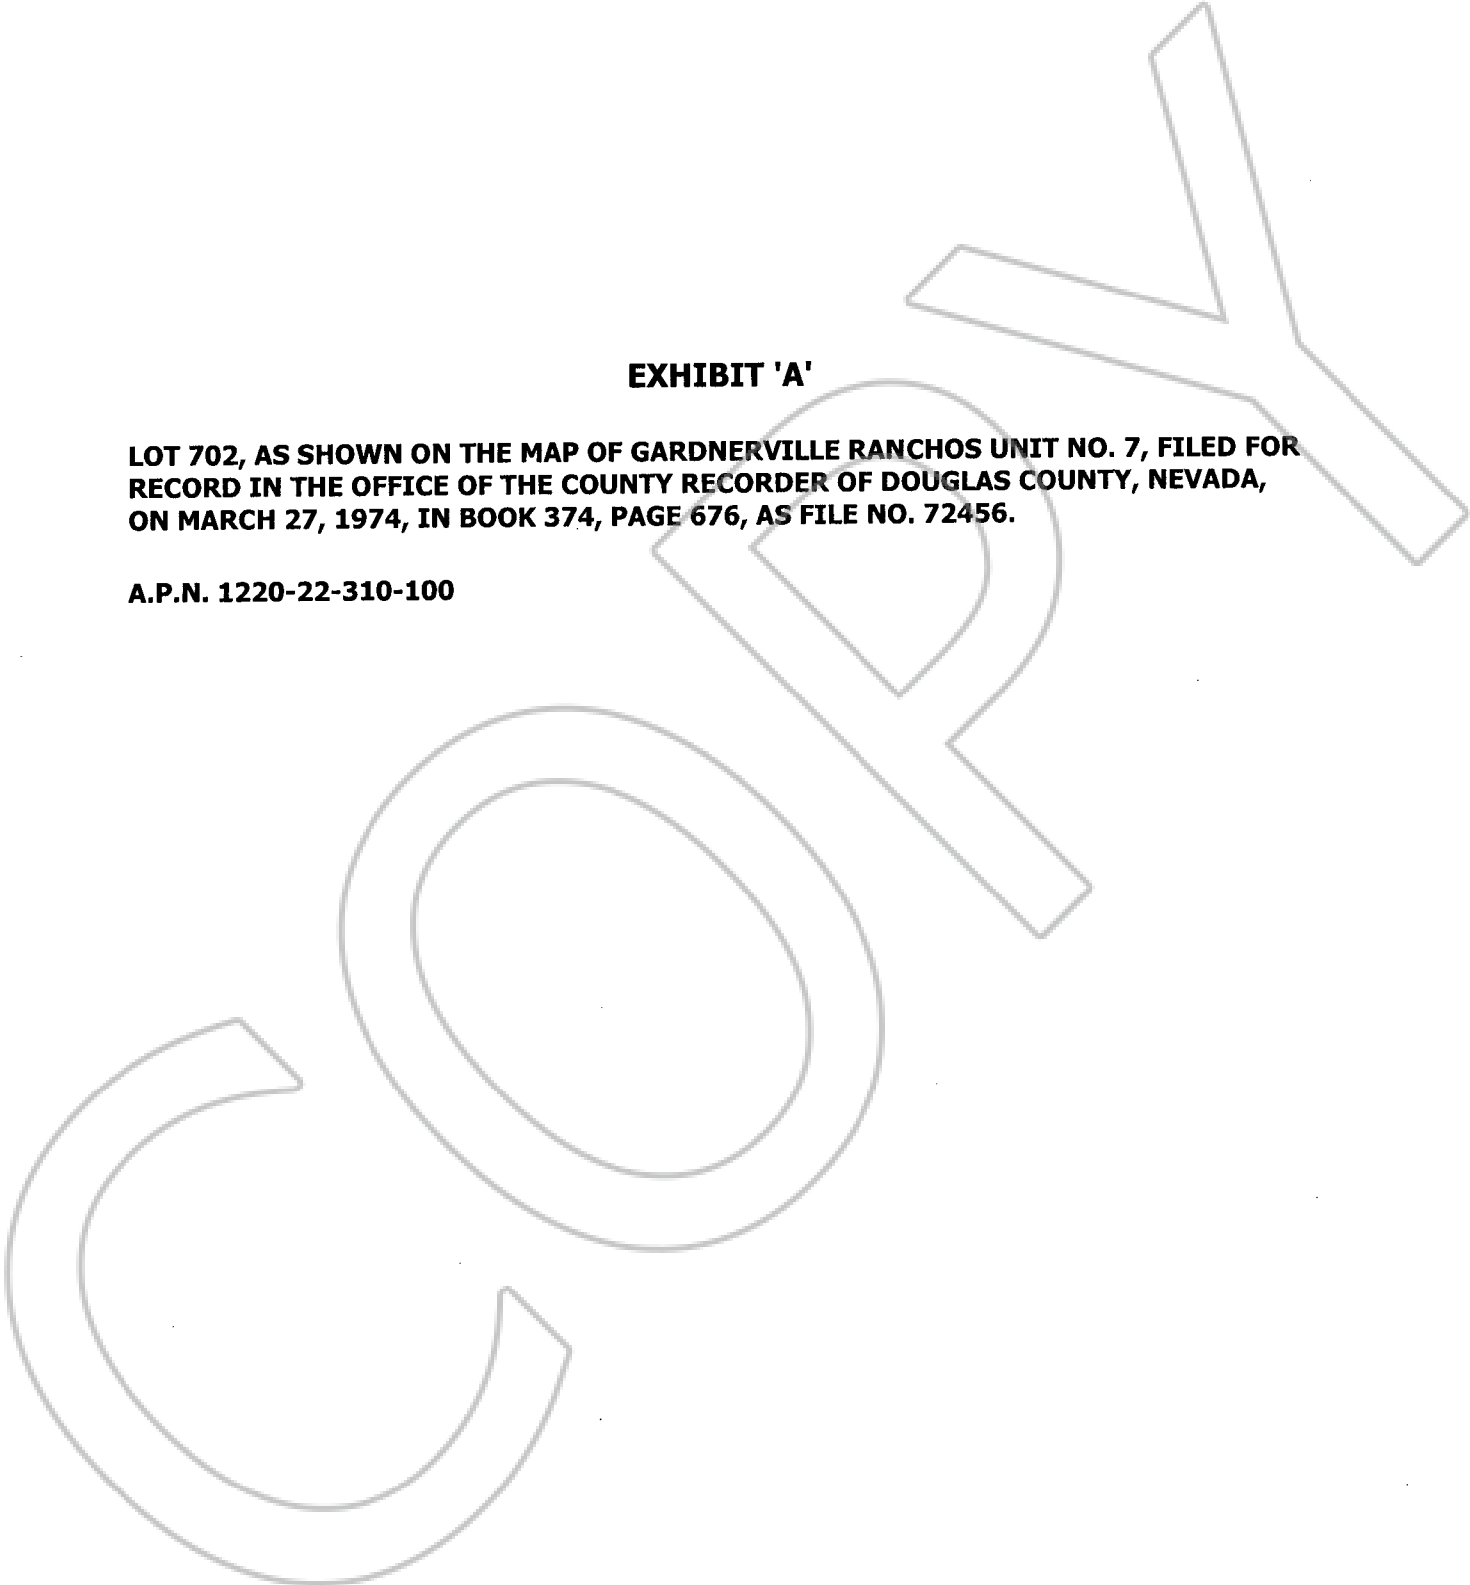 EXHIBIT 'A'
LOT 702, AS SHOWN ON THE MAP OF GARDNERVILLE RANCHOS UNIT NO. 7, FILED FOR
RECORD IN THE OFFICE OF THE COUNTY RECORDER OF DOUGLAS COUNTY, NEVADA,
ON MARCH 27, 1974, IN BOOK 374, PAGE 676, AS FILE NO. 72456.
A.P.N. 1220-22-310-100
COPY